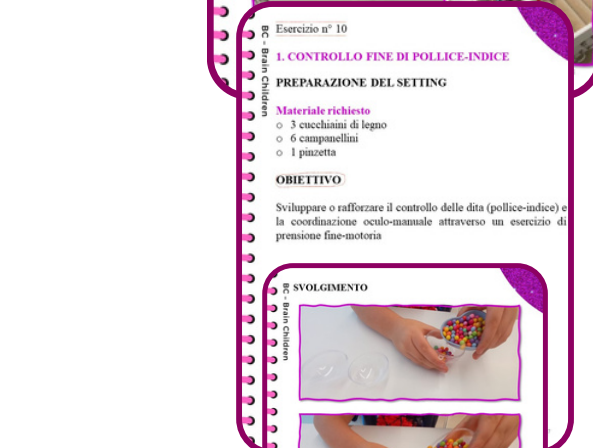 Esercizio n° 10
BC - Brain Children
1. CONTROLLO FINE DI POLLICE-INDICE
PREPARAZIONE DEL SETTING
Materiale richiesto
o 3 cucchiaini di legno
o 6 campanellini
o 1 pinzetta
OBIETTIVO
Sviluppare o rafforzare il controllo delle dita (pollice-indice) e
la coordinazione oculo-manuale attraverso un esercizio di
prensione fine-motoria
SVOLGIMENTO
BC - Brain Children